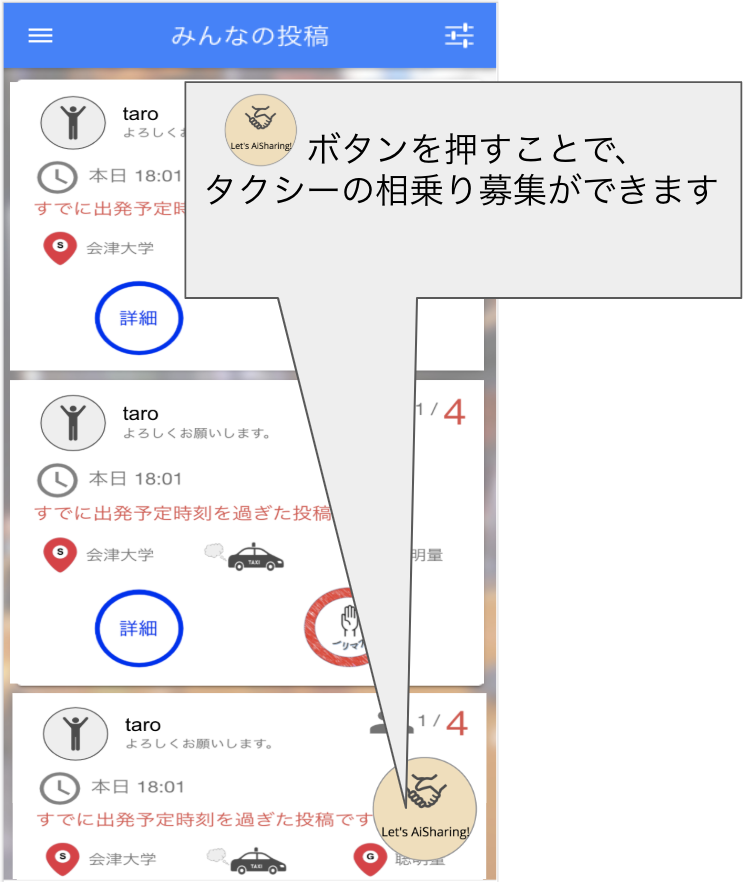 みんなの投稿
taro
よろしくお
本日 18:01
すでに出発予定時
S
会津大学
詳細
Let's AiSharing!
ボタンを押すことで、
タクシーの相乗り募集ができます
taro
よろしくお願いします。
1 / 4
本日 18:01
すでに出発予定時刻を過ぎた投稿
S
会津大学
TAXI
明量
詳細
taro
よろしくお願いします。
1 / 4
本日 18:01
すでに出発予定時刻を過ぎた投稿です
Let's AiSharing!
S
会津大学
TAXI
G
聡明量